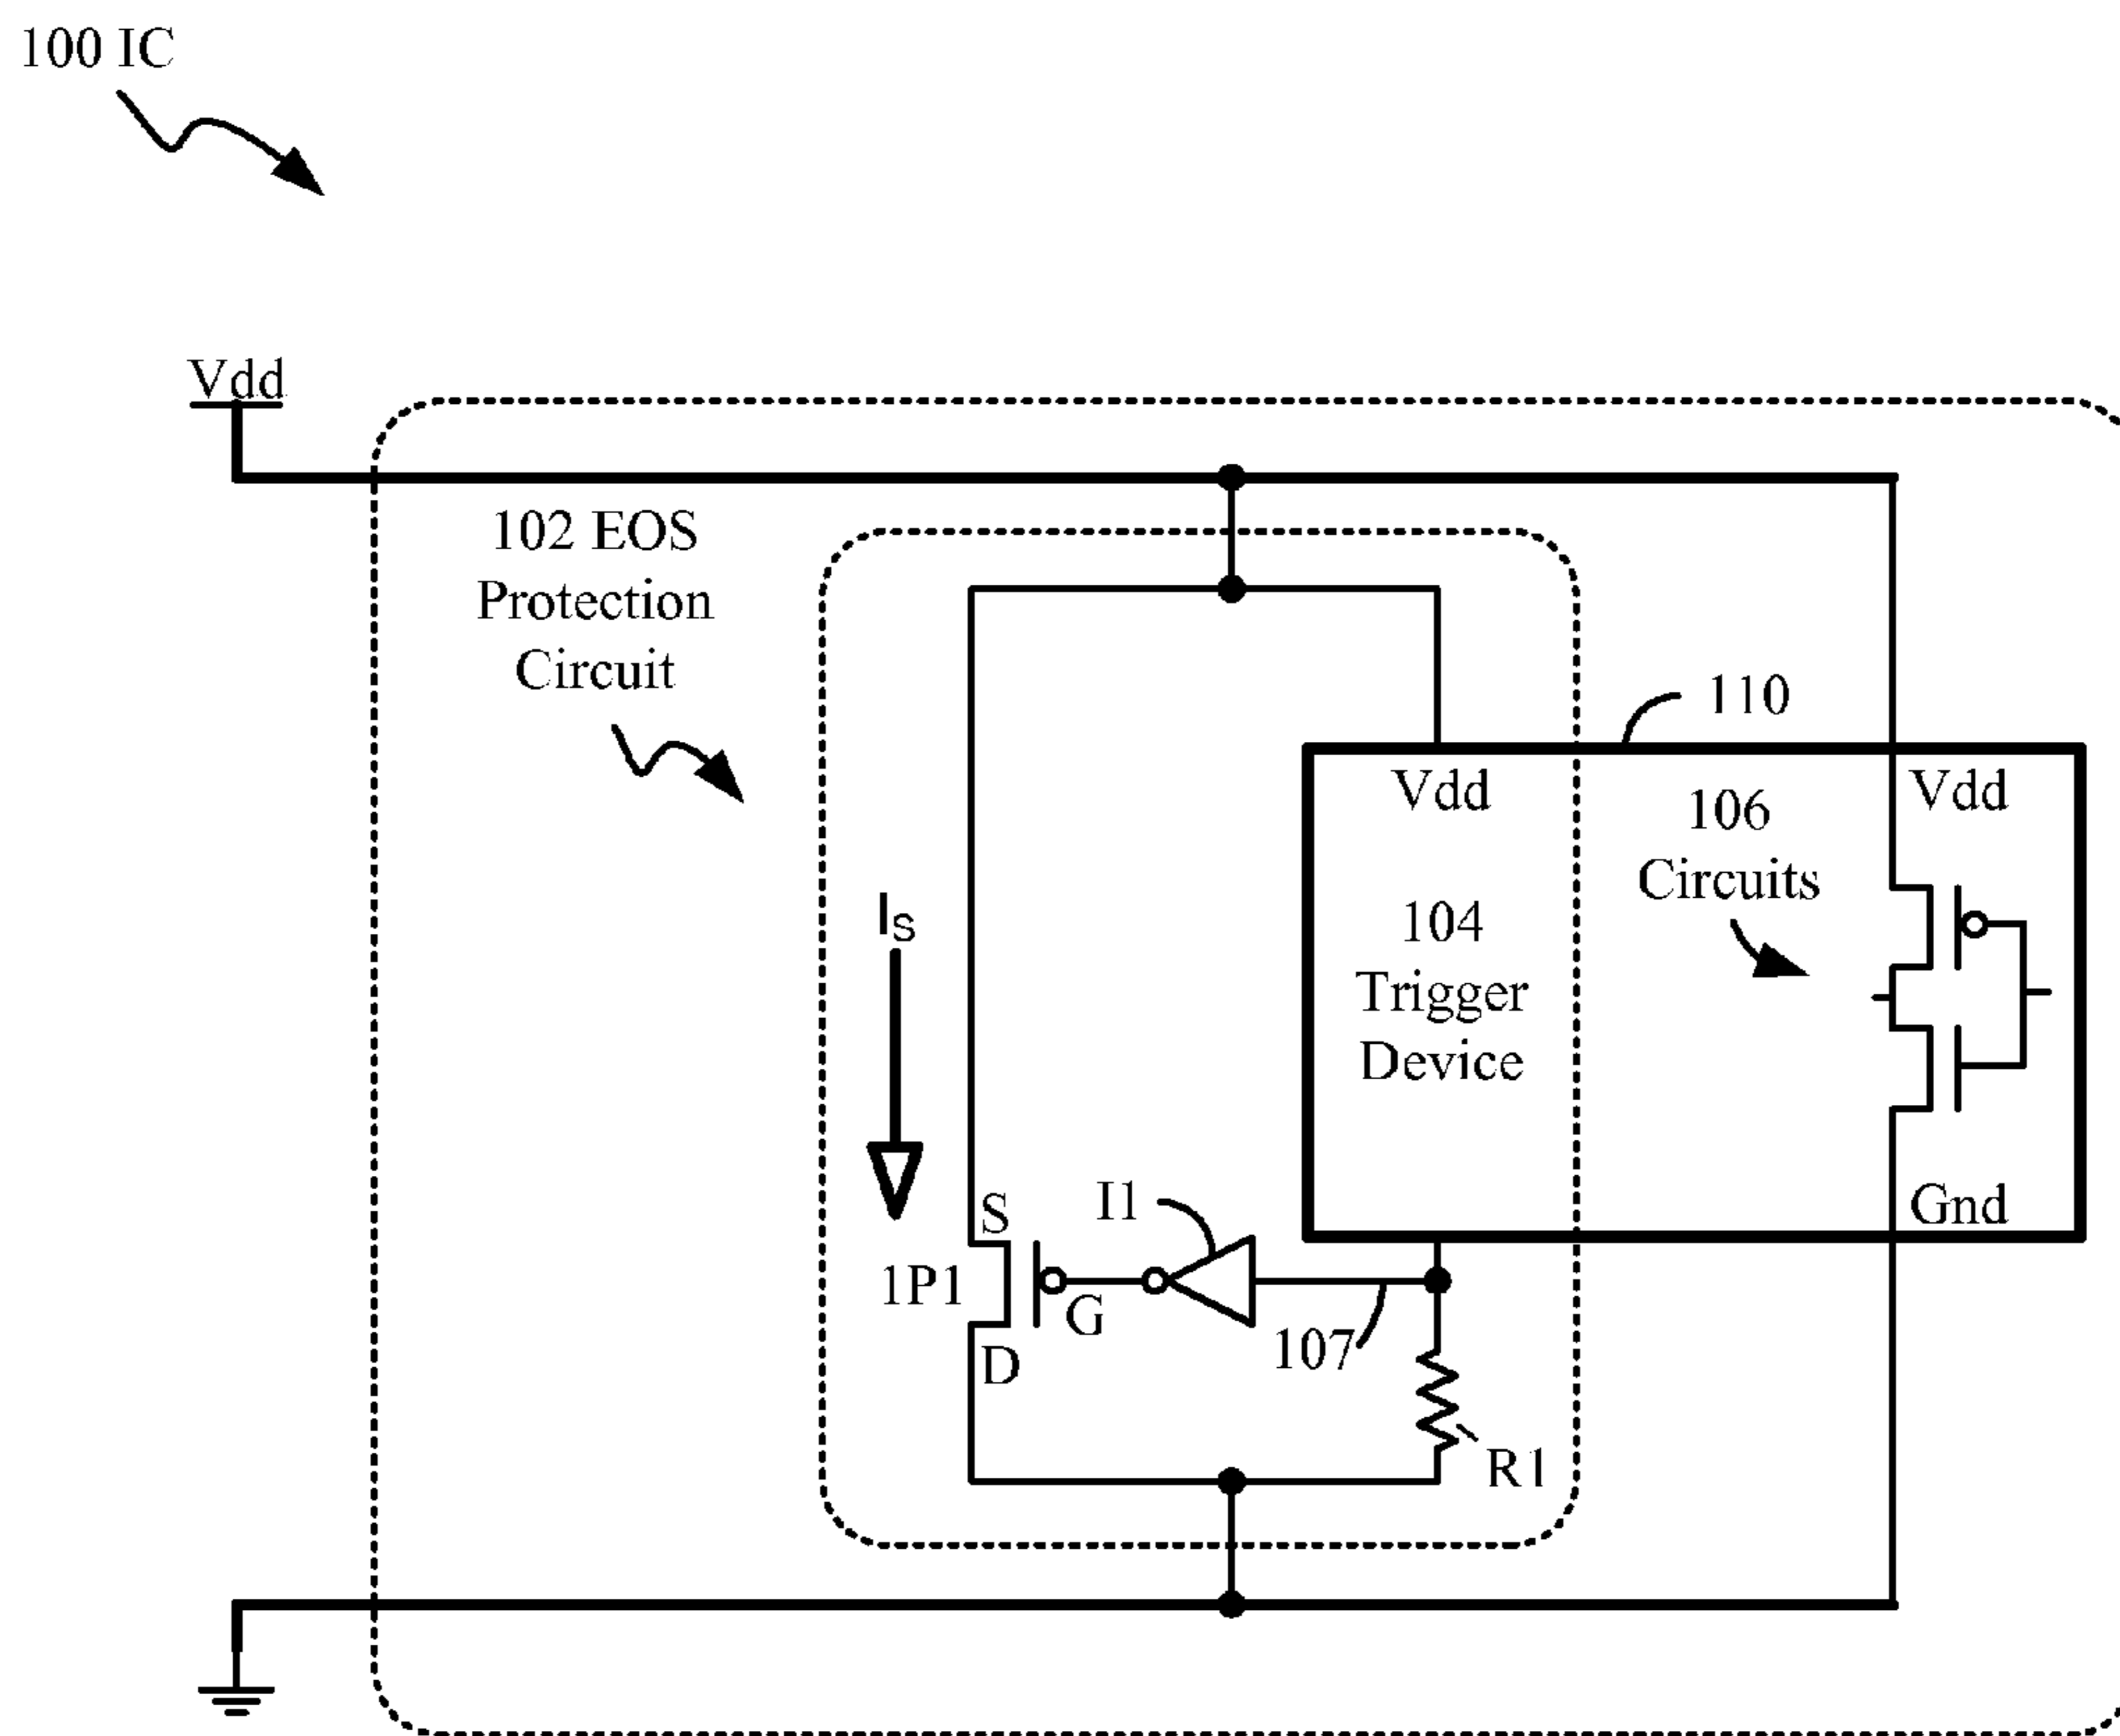 100 IC
Vdd
102 EOS
Protection
Circuit
110
Vdd
106
Circuits
Vdd
104
Trigger
Device
IS
S
1P1
G
D
I1
107
Gnd
R1